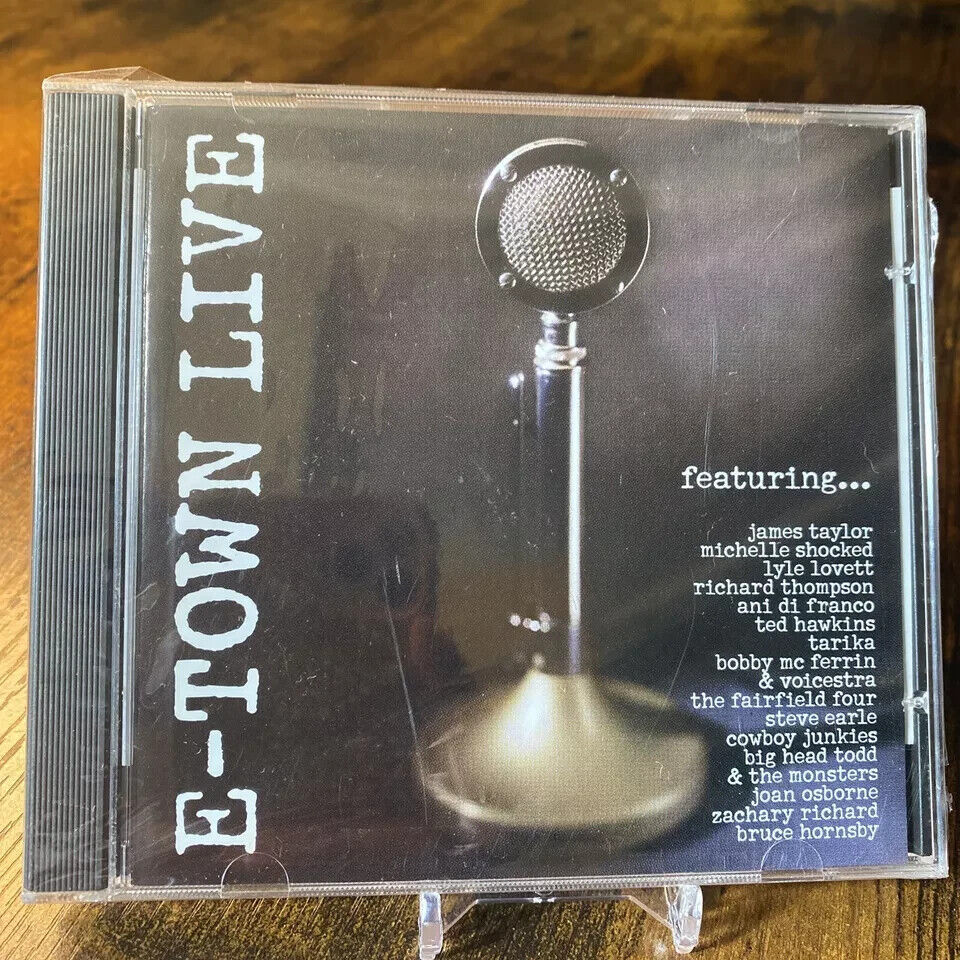 E-TOWN LIVE
featuring...
james taylor
michelle shocked
lyle lovett
richard thompson
ani di franco
ted hawkins
tarika
bobby mc ferrin
& voicestra
the fairfield four
steve earle
cowboy junkies
big head todd
& the monsters
joan osborne
zachary richard
bruce hornsby